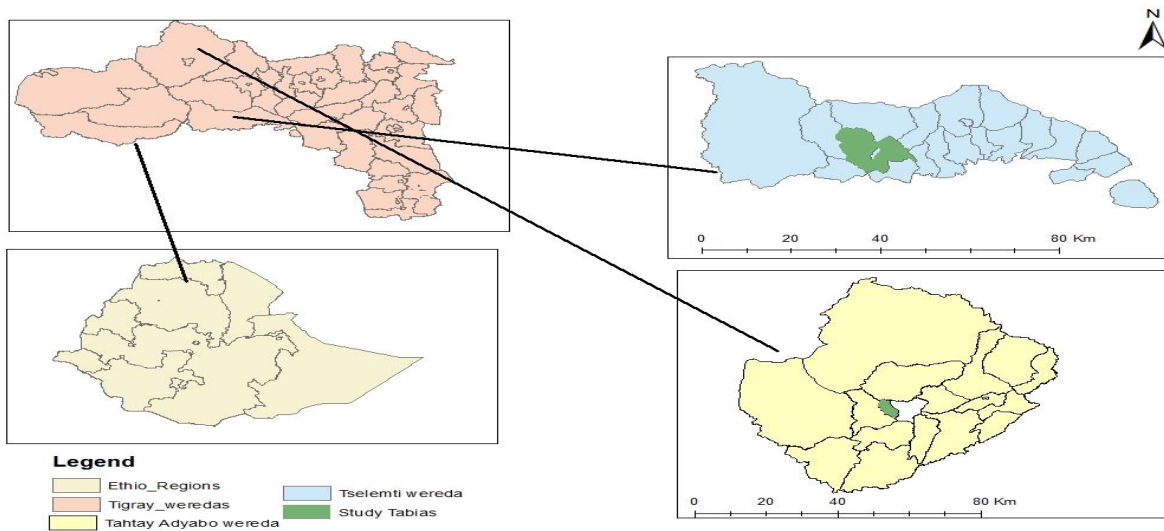 N
0 20 40 80 Km
0 20 40 80 Km
Legend
Ethio_Regions
Tigray_weredas
Tahtay Adyabo wereda
Tselemti wereda
Study Tabias